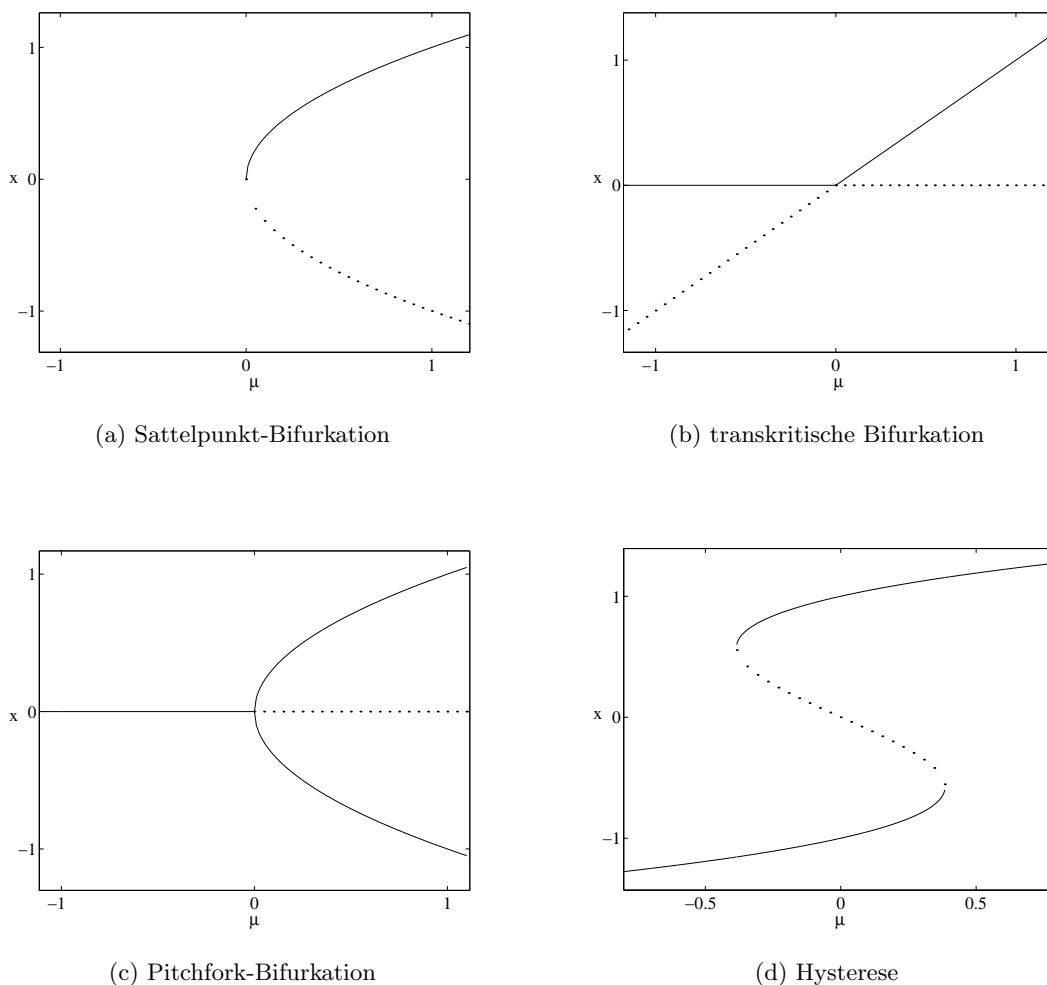 1
x 0
−1
−1 0 1
μ
(a) Sattelpunkt-Bifurkation
1
x 0
−1
−1 0 1
μ
(b) transkritische Bifurkation
1
x 0
−1
−1 0 1
μ
(c) Pitchfork-Bifurkation
1
x 0
−1
−0.5 0 0.5
μ
(d) Hysterese